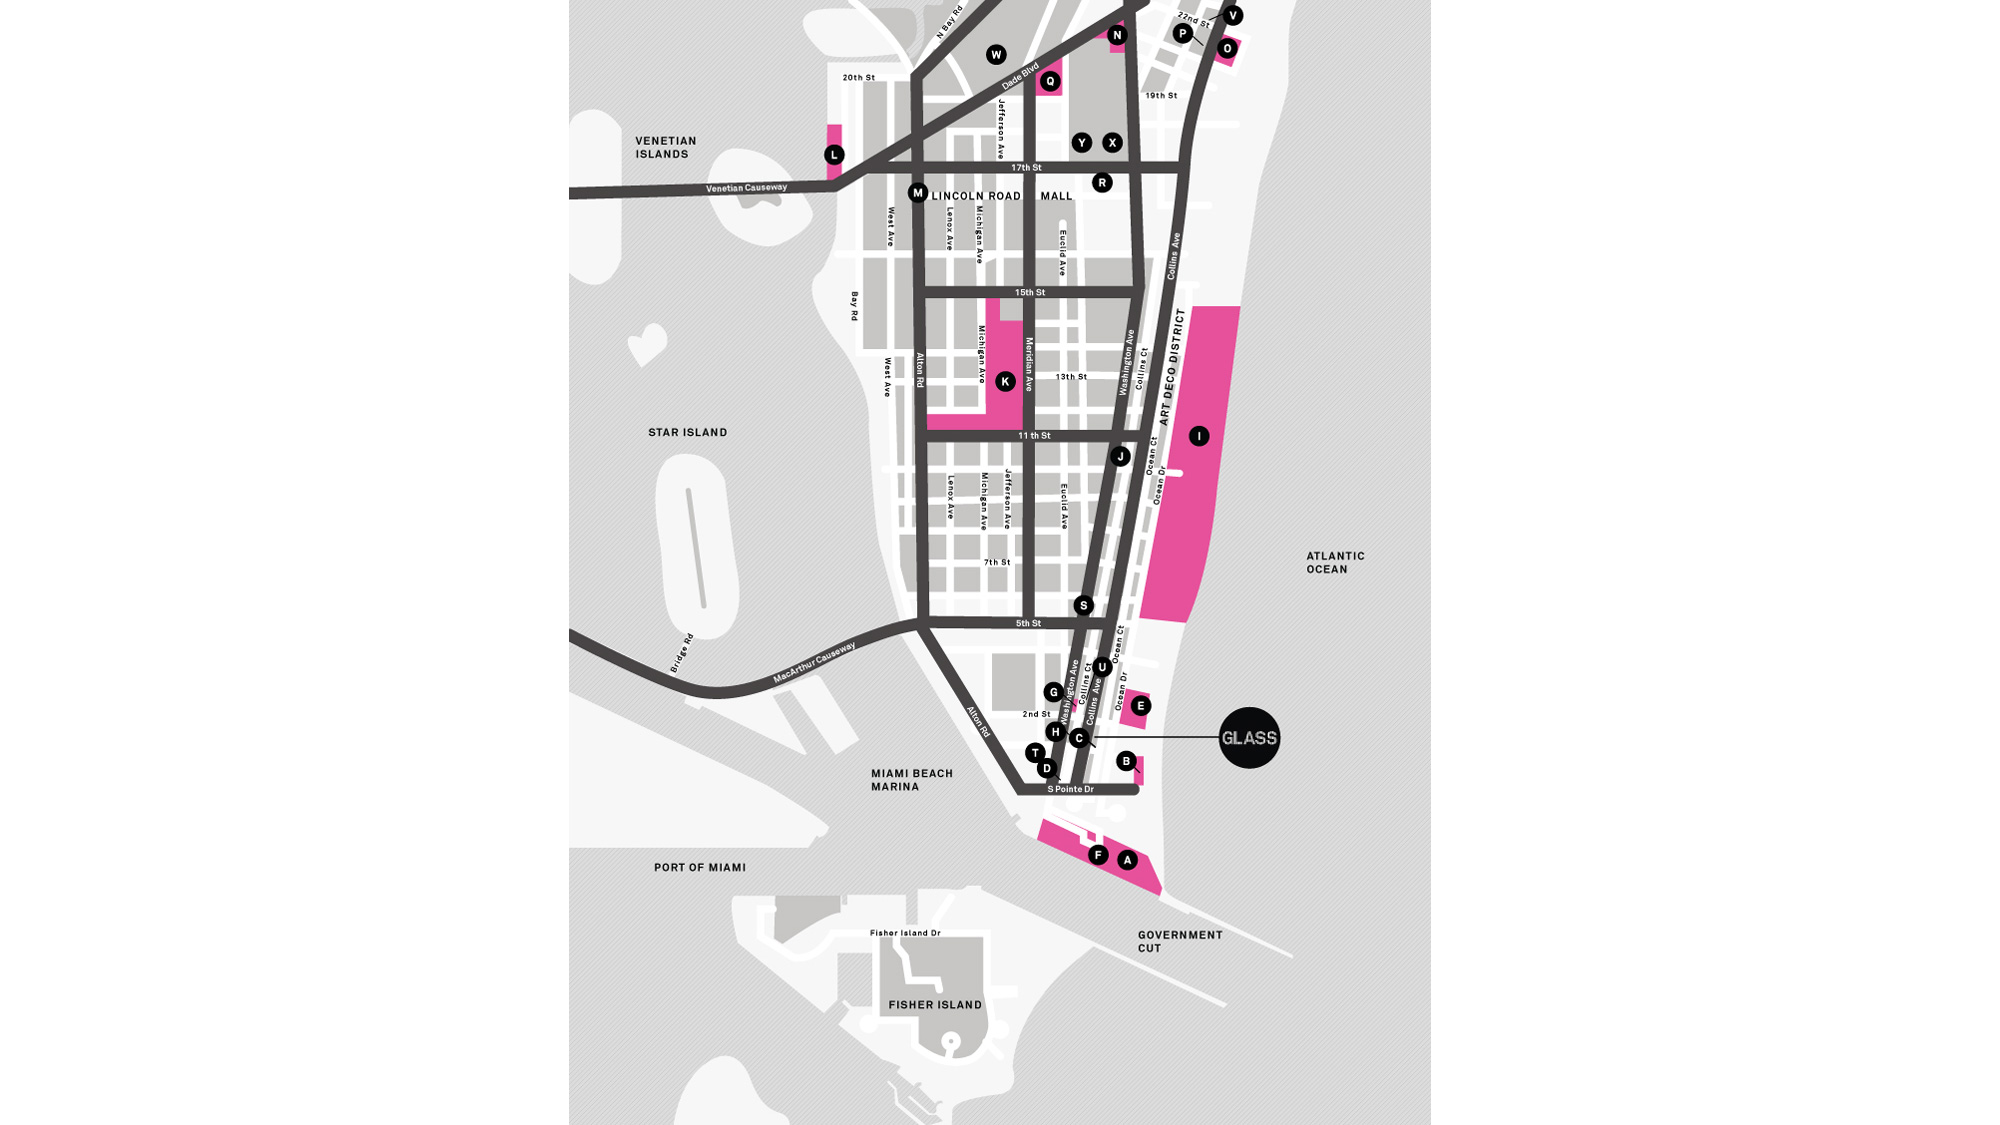 N Bay Rd
22nd St
V
P
O
N
W
Dade Blvd
Q
20th St
19th St
Jefferson Ave
VENETIAN
ISLANDS
Y
X
L
17th St
R
Venetian Causeway
M
LINCOLN ROAD MALL
West Ave
Lenox Ave
Michigan Ave
Euclid Ave
Collins Ave
Bay Rd
15th St
ART DECO DISTRICT
Michigan Ave
Meridian Ave
Washington Ave
Collins Ct
Alton Rd
West Ave
K
13th St
STAR ISLAND
11 th St
I
J
Ocean Ct
Ocean Dr
Lenox Ave
Michigan Ave
Jefferson Ave
Euclid Ave
ATLANTIC
OCEAN
7th St
S
5th St
Bridge Rd
MacArthur Causeway
Ocean Ct
U
Washington Ave
Collins Ct
Collins Ave
Ocean Dr
G
E
2nd St
Alton Rd
H
C
GLASS
T
D
B
MIAMI BEACH
MARINA
S Pointe Dr
F
A
PORT OF MIAMI
Fisher Island Dr
GOVERNMENT
CUT
FISHER ISLAND